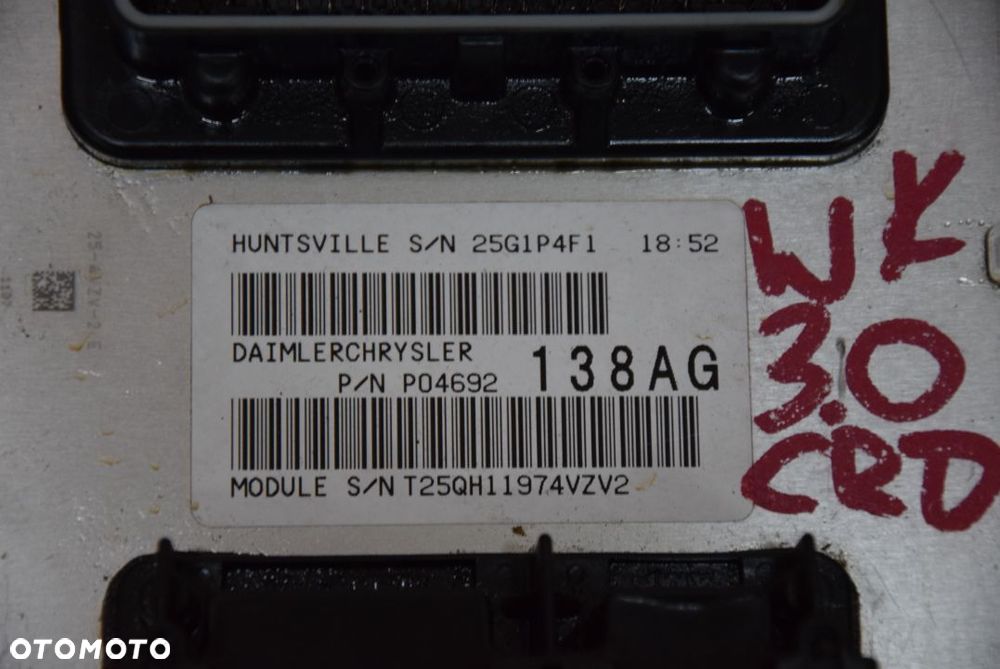 HUNTSVILLE S/N 25G1P4F1 18:52
DAIMLERCHRYSLER
P/N P04692 138AG
MODULE S/N T25QH11974VZV2
WK
3.0
CRD
OTOMOTO